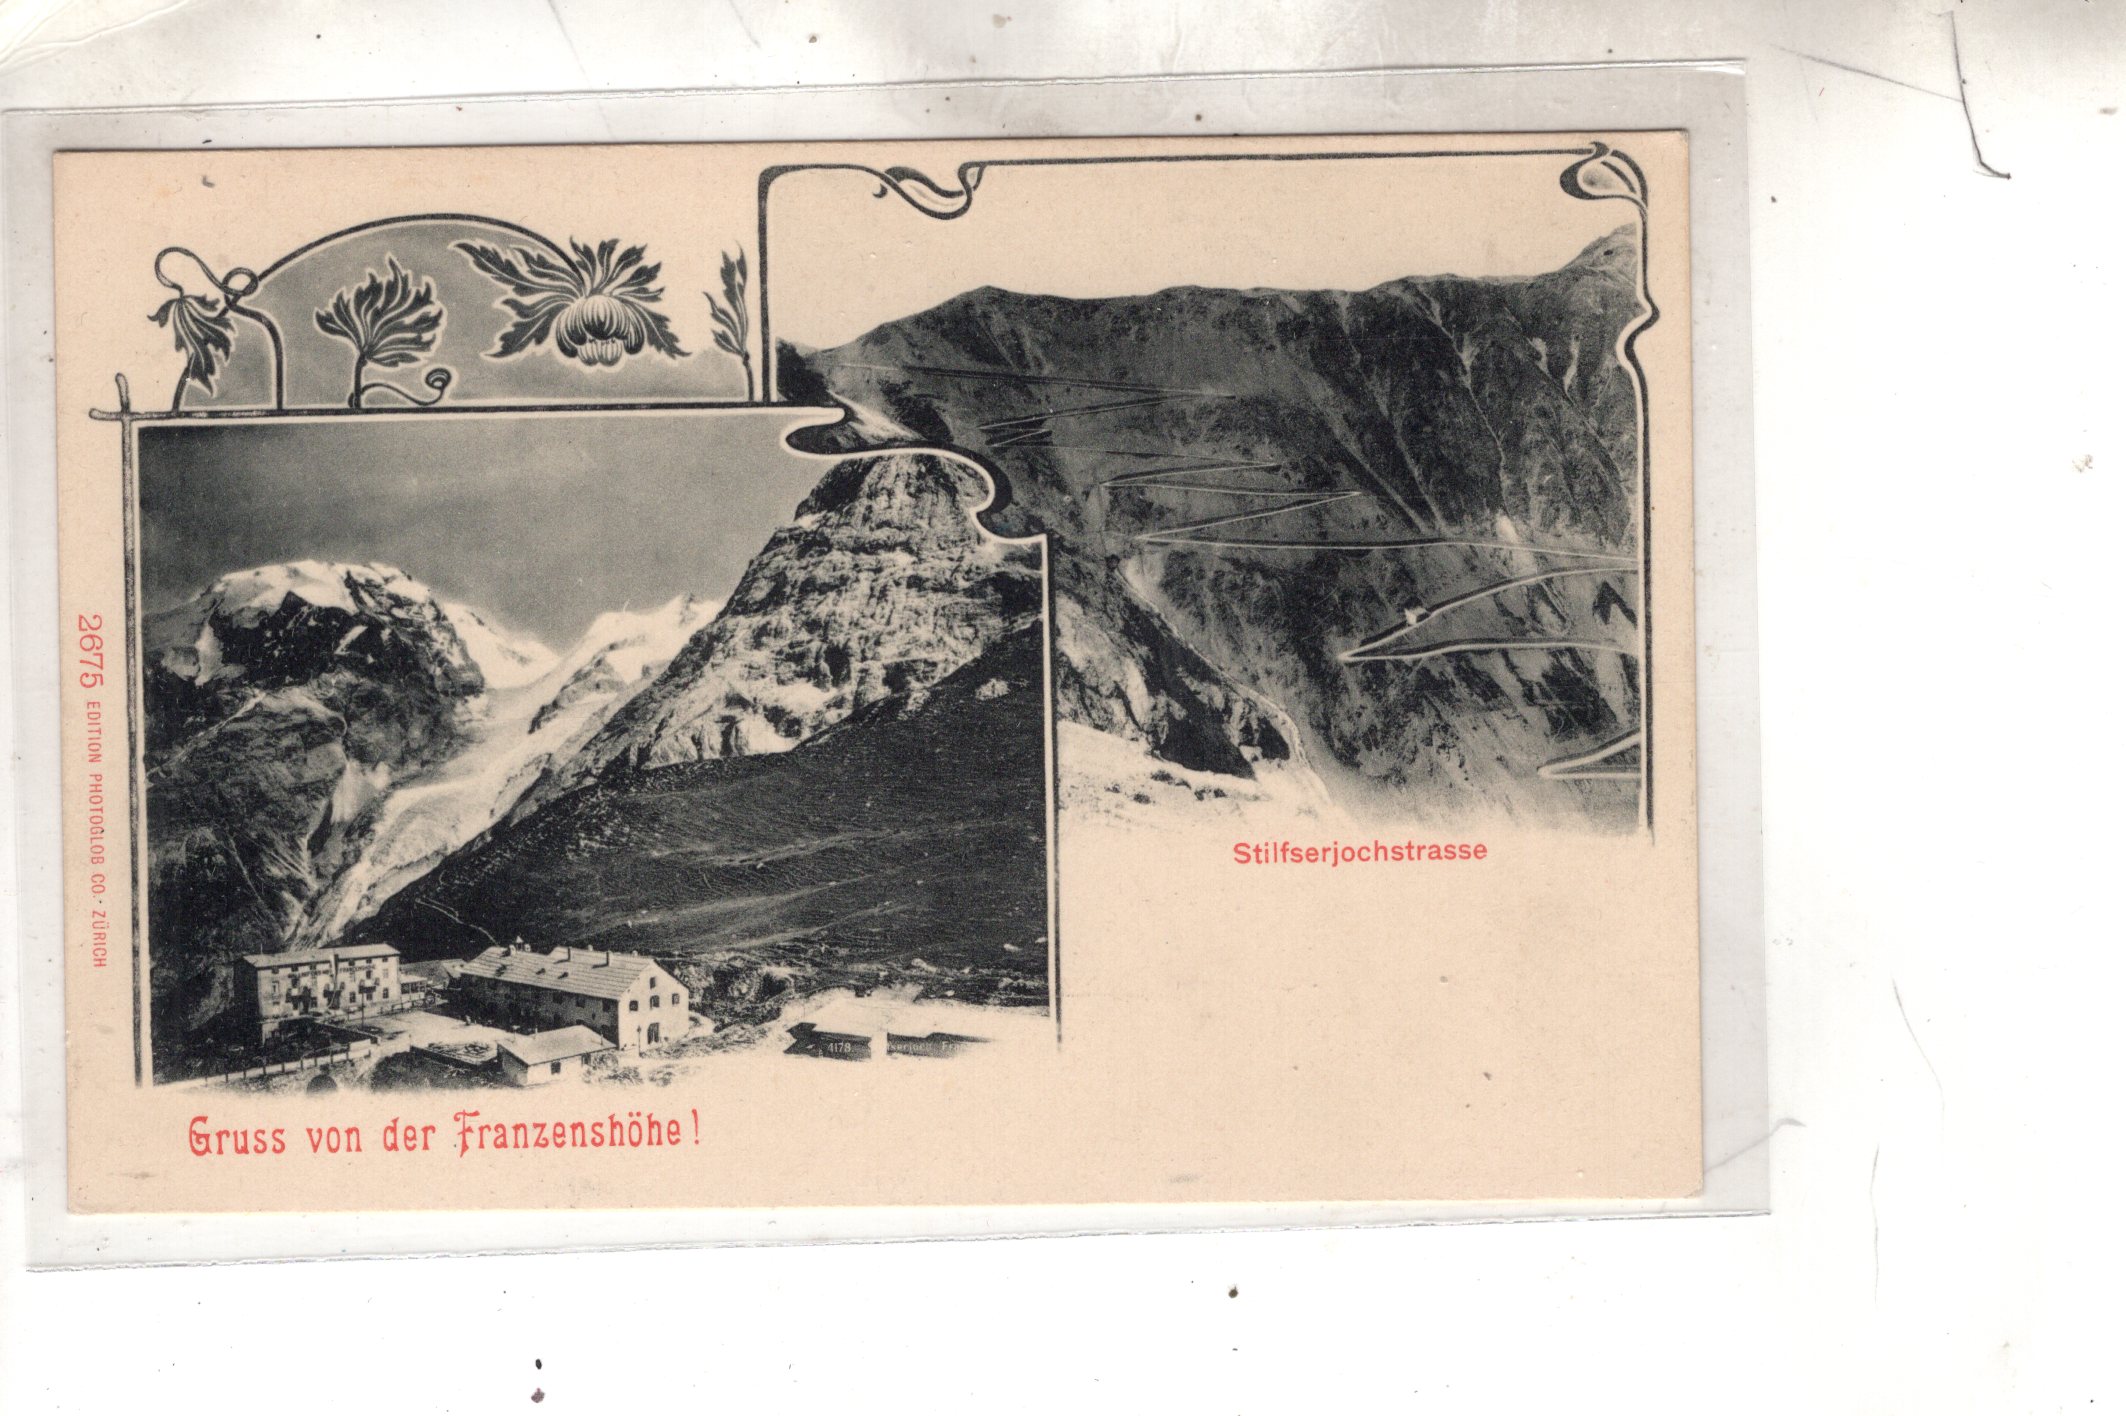 Stilfserjochstrasse
2675 EDITION PHOTOGLOB CO. ZÜRICH
4178.
Gruss von der Franzenshöhe!